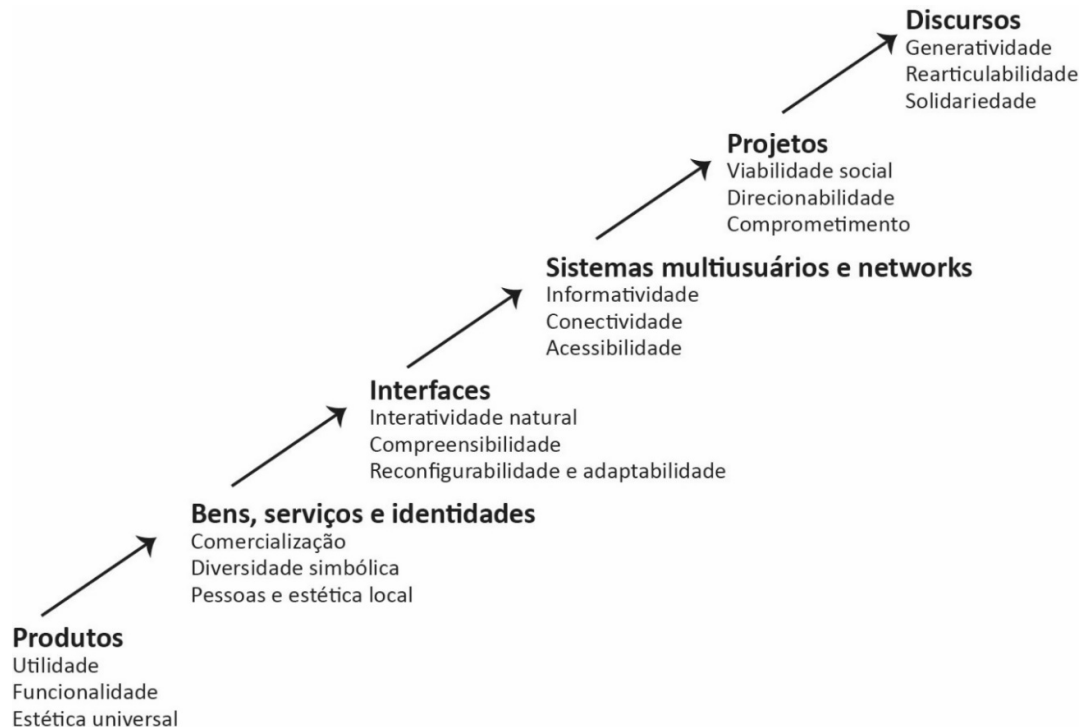 Discursos
Generatividade
Rearticulabilidade
Solidariedade
Projetos
Viabilidade social
Direcionabilidade
Comprometimento
Sistemas multiusuários e networks
Informatividade
Conectividade
Acessibilidade
Interfaces
Interatividade natural
Compreensibilidade
Reconfigurabilidade e adaptabilidade
Bens, serviços e identidades
Comercialização
Diversidade simbólica
Pessoas e estética local
Produtos
Utilidade
Funcionalidade
Estética universal